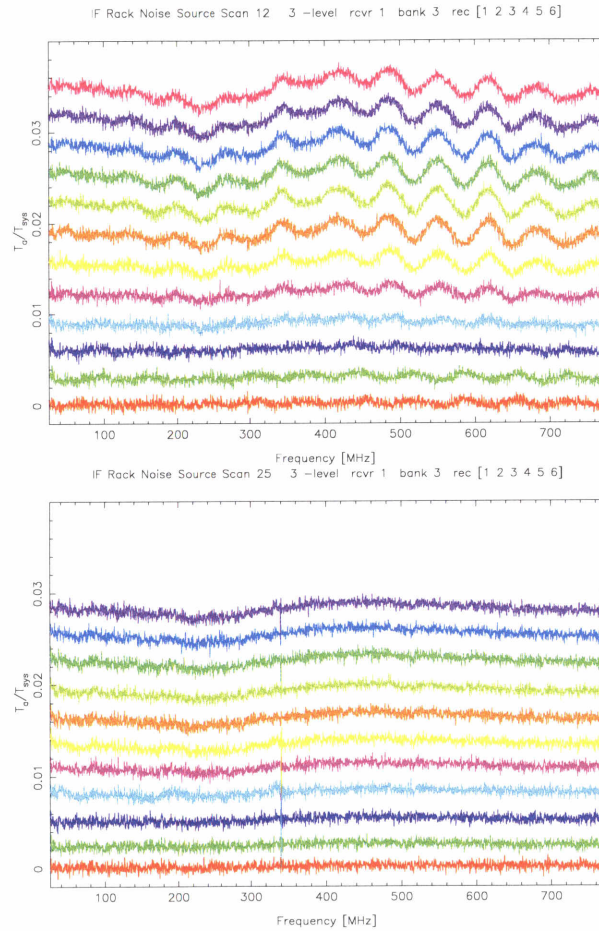 IF Rack Noise Source Scan 12 3 -level rcvr 1 bank 3 rec [1 2 3 4 5 6]
0.03
0.02
0.01
0
Ta/Tsys
100 200 300 400 500 600 700
Frequency [MHz]
IF Rack Noise Source Scan 25 3 -level rcvr 1 bank 3 rec [1 2 3 4 5 6]
0.03
0.02
0.01
0
Ta/Tsys
100 200 300 400 500 600 700
Frequency [MHz]